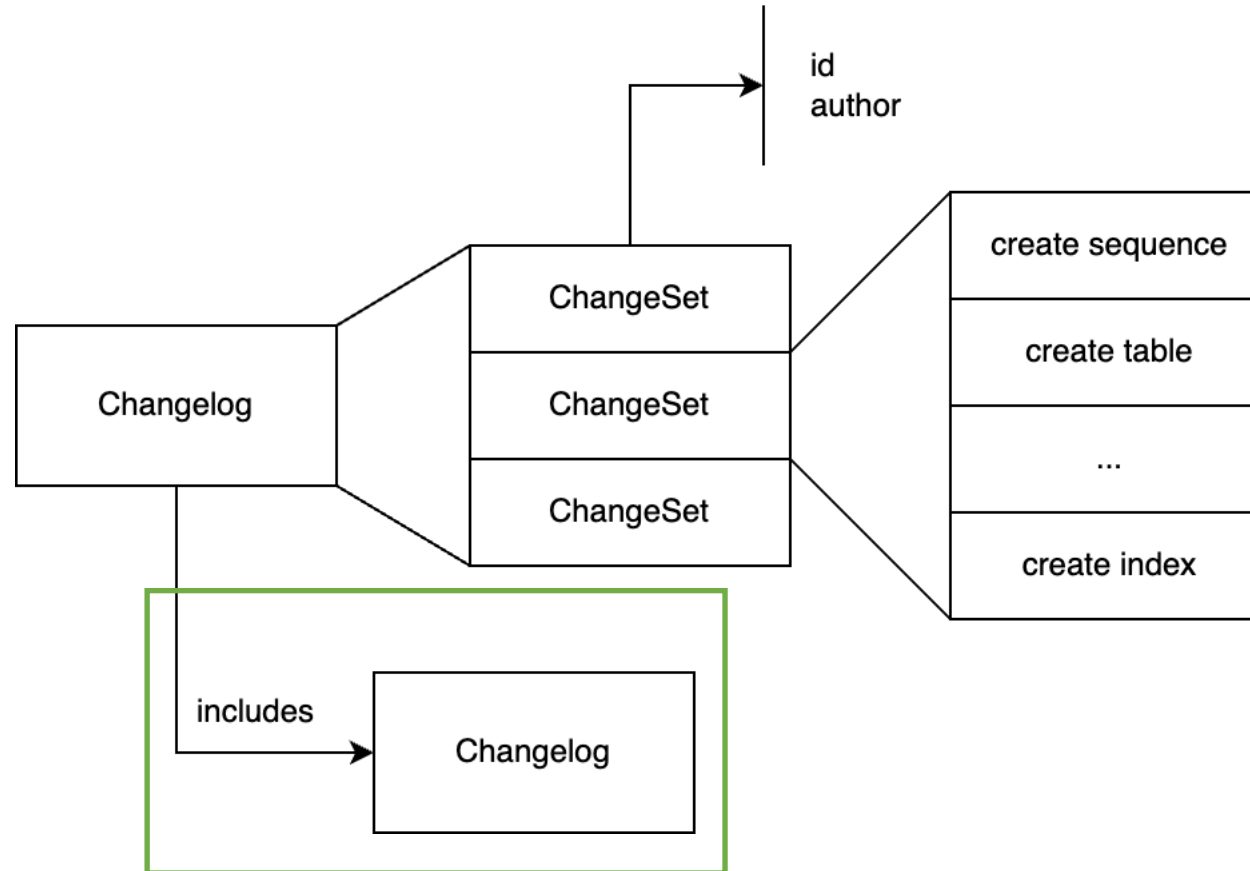 id
author
create sequence
ChangeSet
create table
Changelog
ChangeSet
...
ChangeSet
create index
includes
Changelog